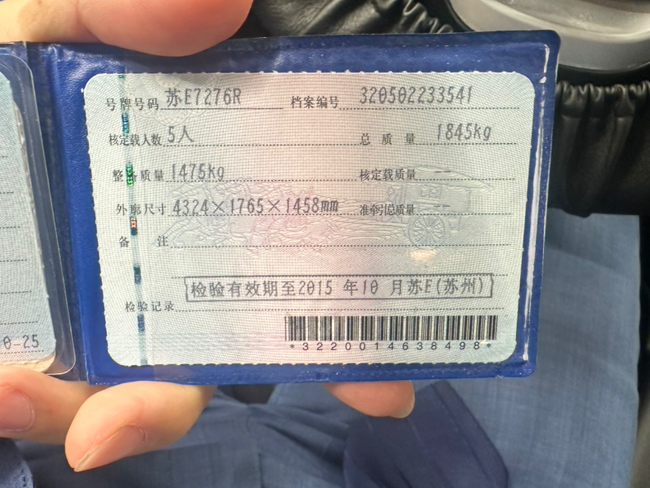 号牌号码 苏E7276R 档案编号 320502233541
核定载人数 5人 总质量 1845kg
整备质量 1475kg 核定载质量 --
外廓尺寸 4324×1765×1458mm 准牵引总质量 --
备注
检验有效期至2015 年10 月苏E(苏州)
检验记录
*3220014638498*
0-25